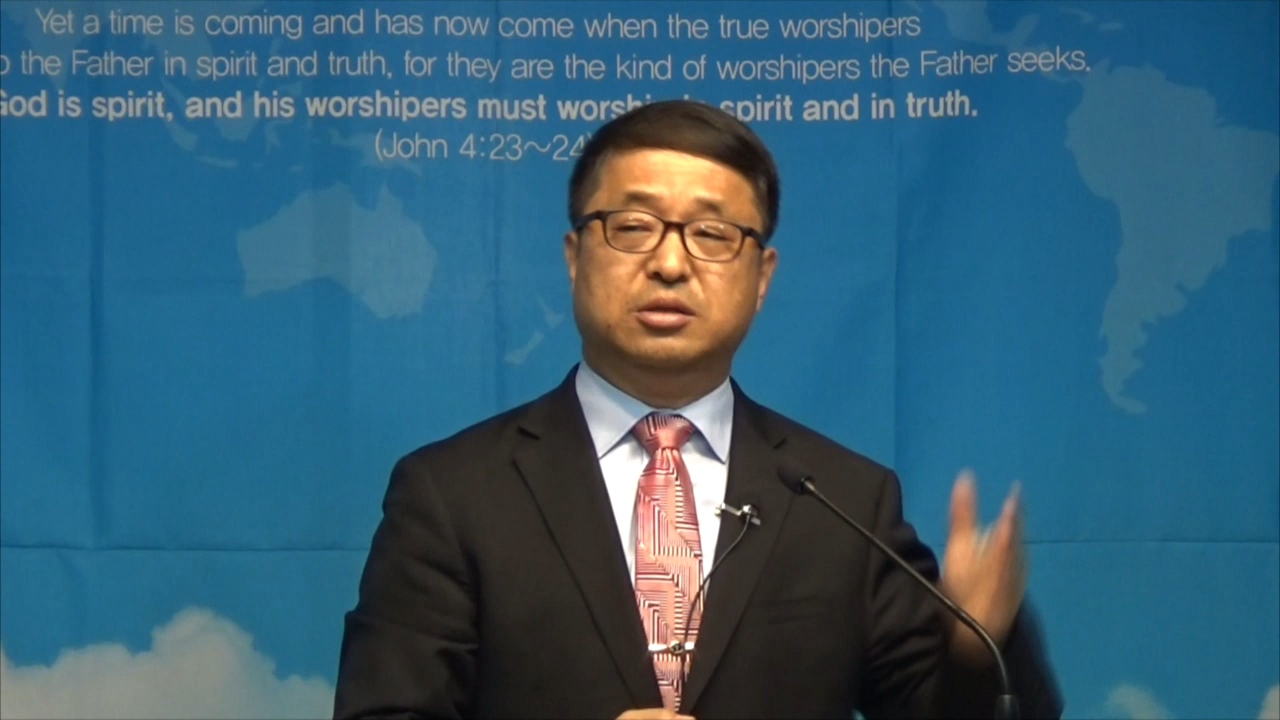 Yet a time is coming and has now come when the true worshipers
the Father in spirit and truth, for they are the kind of worshipers the Father seeks.
God is spirit, and his worshipers must worship spirit and in truth.
(John 4:23~24